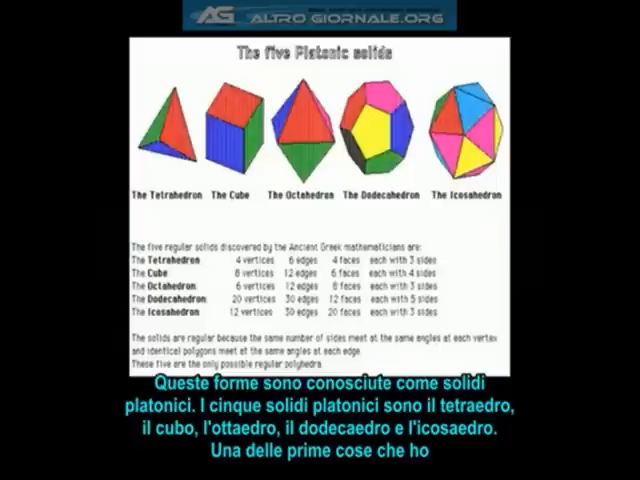 AG ALTRO GIORNALE.ORG
The five Platonic solids
The Tetrahedron The Cube The Octahedron The Dodecahedron The Icosahedron
The five regular solids discovered by the Ancient Greek mathematicians are:
The Tetrahedron 4 vertices 6 edges 4 faces each with 3 sides
The Cube 8 vertices 12 edges 6 faces each with 4 sides
The Octahedron 6 vertices 12 edges 8 faces each with 3 sides
The Dodecahedron 20 vertices 30 edges 12 faces each with 5 sides
The Icosahedron 12 vertices 30 edges 20 faces each with 3 sides
The solids are regular because the same number of sides meet at the same angles at each vertex
and identical polygons meet at the same angles at each edge.
These five are the only possible regular polyhedra.
Queste forme sono conosciute come solidi
platonici. I cinque solidi platonici sono il tetraedro,
il cubo, l'ottaedro, il dodecaedro e l'icosaedro.
Una delle prime cose che ho